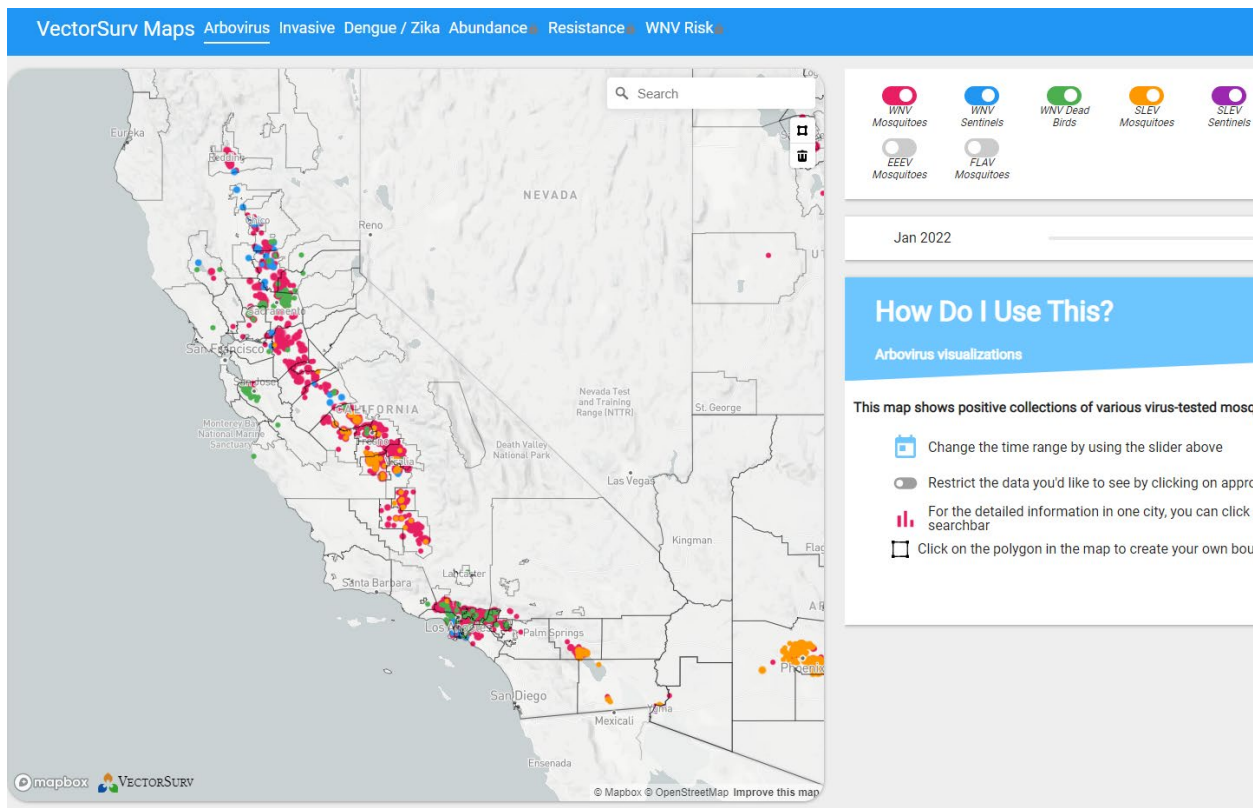 VectorSurv Maps Arbovirus Invasive Dengue / Zika Abundance Resistance WNV Risk
Search
WNV Mosquitoes
WNV Sentinels
WNV Dead Birds
SLEV Mosquitoes
SLEV Sentinels
EEEV Mosquitoes
FLAV Mosquitoes
Jan 2022
How Do I Use This?
Arbovirus visualizations
This map shows positive collections of various virus-tested
Change the time range by using the slider above
Restrict the data you'd like to see by clicking on
For the detailed information in one city, you can click
searchbar
Click on the polygon in the map to create your own
Eureka
Redding
Chico
NEVADA
Reno
Sacramento
San Francisco
San Jose
CALIFORNIA
Monterey Bay
National Marine
Sanctuary
Fresno
Visalia
Nevada Test
and Training
Range (NTTR)
St. George
Death Valley
National Park
Las Vegas
Kingman
Santa Barbara
Lancaster
Los Angeles
Palm Springs
Phoenix
San Diego
Mexicali
Yuma
Ensenada
mapbox
VECTORSURV
© Mapbox © OpenStreetMap Improve this map